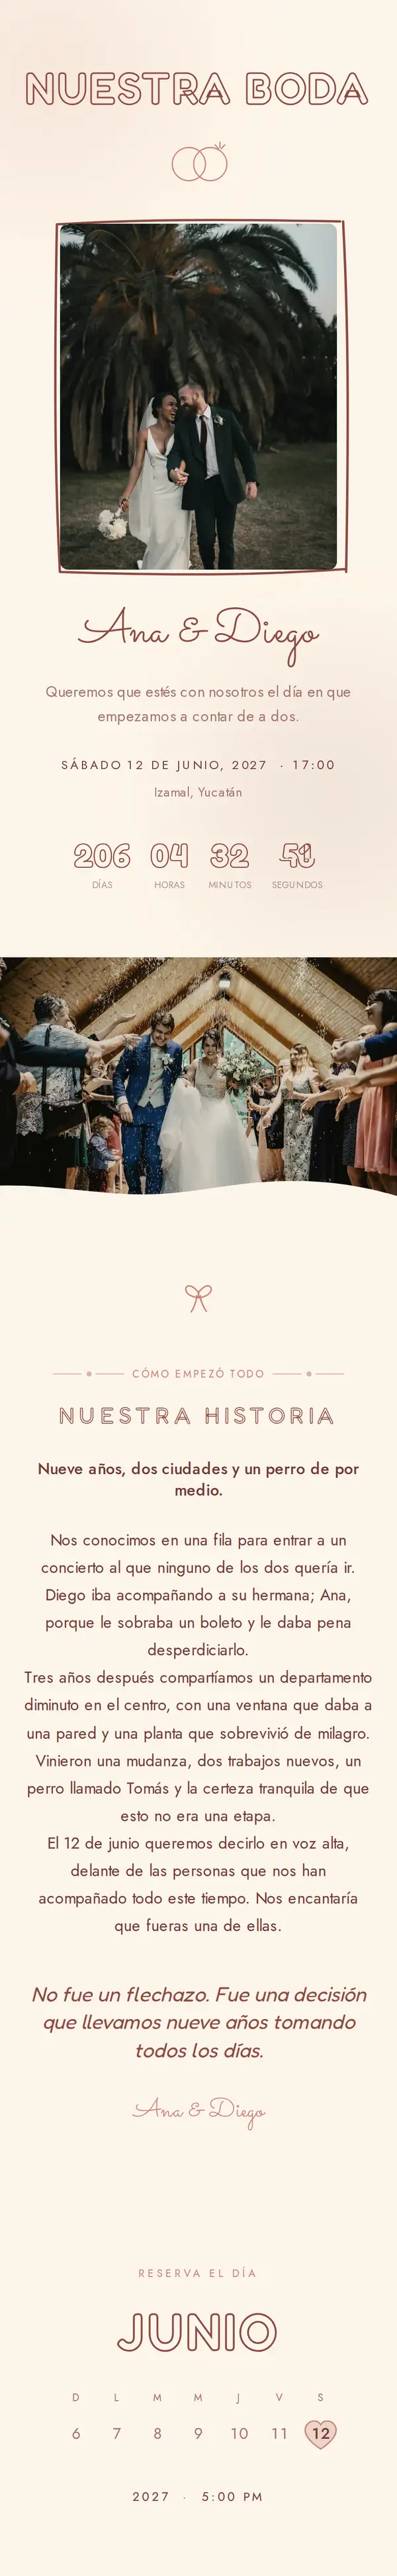 NUESTRA BODA
Ana & Diego
Queremos que estés con nosotros el día en que
empezamos a contar de a dos.
SÁBADO 12 DE JUNIO, 2027 · 17:00
Izamal, Yucatán
206 04 32
DÍAS HORAS MINUTOS SEGUNDOS
CÓMO EMPEZÓ TODO
NUESTRA HISTORIA
Nueve años, dos ciudades y un perro de por
medio.
Nos conocimos en una fila para entrar a un
concierto al que ninguno de los dos quería ir.
Diego iba acompañando a su hermana; Ana,
porque le sobraba un boleto y le daba pena
desperdiciarlo.
Tres años después compartíamos un departamento
diminuto en el centro, con una ventana que daba a
una pared y una planta que sobrevivió de milagro.
Vinieron una mudanza, dos trabajos nuevos, un
perro llamado Tomás y la certeza tranquila de que
esto no era una etapa.
El 12 de junio queremos decirlo en voz alta,
delante de las personas que nos han
acompañado todo este tiempo. Nos encantaría
que fueras una de ellas.
No fue un flechazo. Fue una decisión
que llevamos nueve años tomando
todos los días.
Ana & Diego
RESERVA EL DÍA
JUNIO
D L M M J V S
6 7 8 9 10 11 12
2027 · 5:00 PM